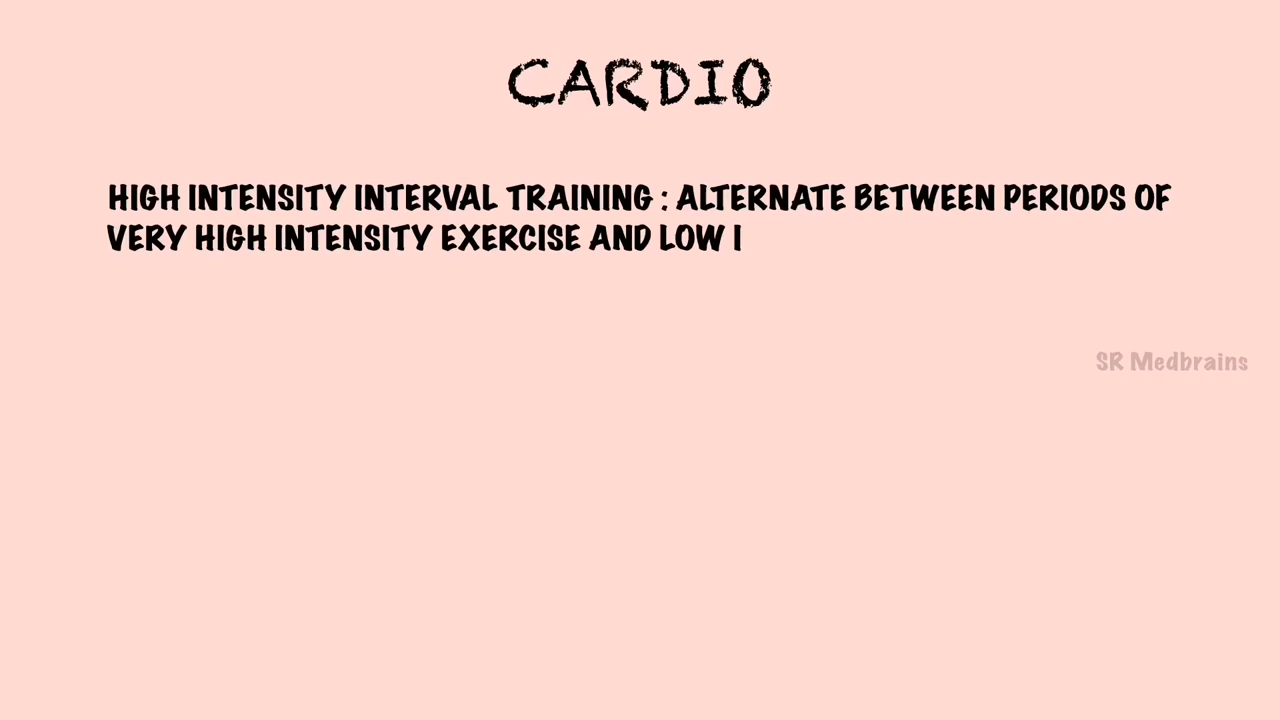 CARDIO
HIGH INTENSITY INTERVAL TRAINING : ALTERNATE BETWEEN PERIODS OF
VERY HIGH INTENSITY EXERCISE AND LOW I
SR Medbrains